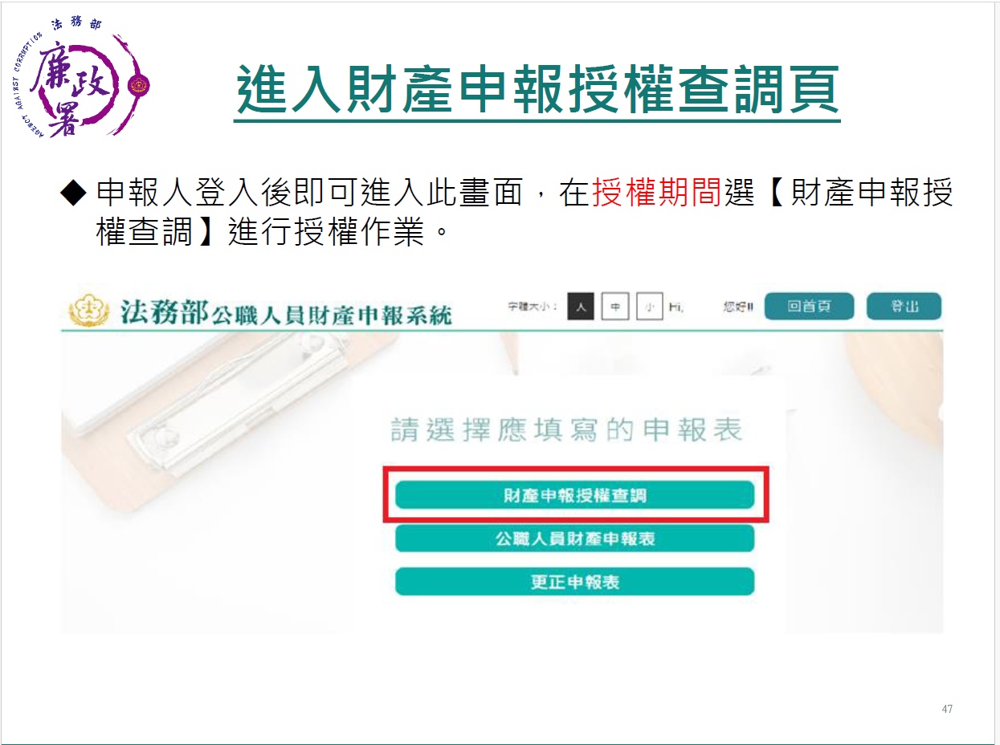 法務部
AGENCY AGAINST CORRUPTION
廉政署
進入財產申報授權查調頁
◆申報人登入後即可進入此畫面，在授權期間選【財產申報授
權查調】進行授權作業。
法務部公職人員財產申報系統
字體大小： 大 中 小 Hi, 您好!! 回首頁 登出
請選擇應填寫的申報表
財產申報授權查調
公職人員財產申報表
更正申報表
47